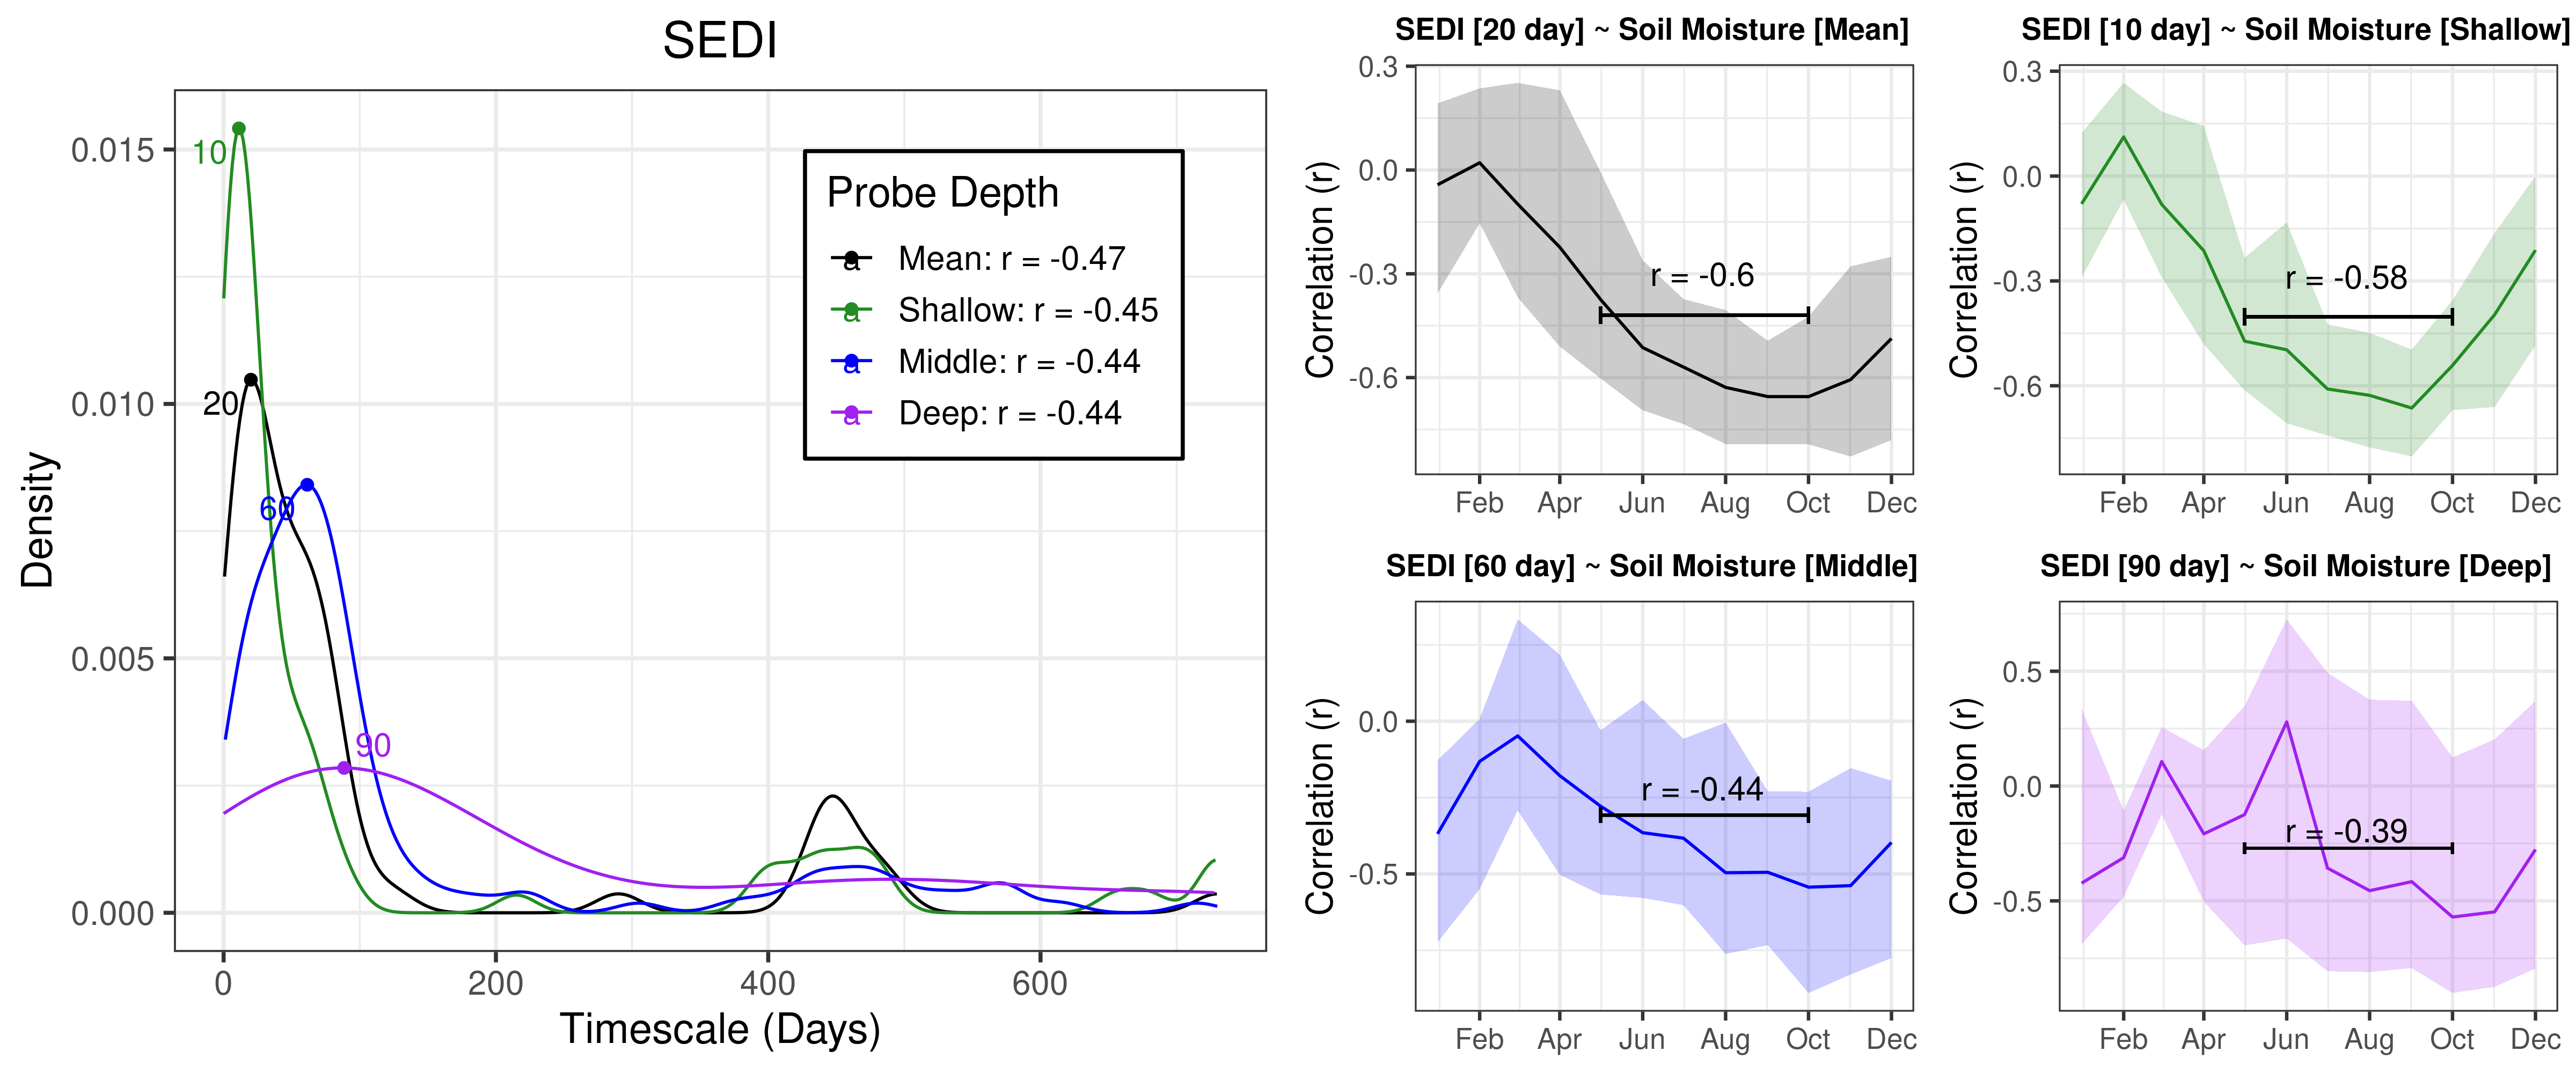 SEDI
0.015
0.010
0.005
0.000
Density
0
200
400
600
Timescale (Days)
10
20
60
90
Probe Depth
a Mean: r = -0.47
a Shallow: r = -0.45
a Middle: r = -0.44
a Deep: r = -0.44
SEDI [20 day] ~ Soil Moisture [Mean]
Correlation (r)
0.3
0.0
-0.3
-0.6
r = -0.6
Feb Apr Jun Aug Oct Dec
SEDI [10 day] ~ Soil Moisture [Shallow]
Correlation (r)
0.3
0.0
-0.3
-0.6
r = -0.58
Feb Apr Jun Aug Oct Dec
SEDI [60 day] ~ Soil Moisture [Middle]
Correlation (r)
0.0
-0.5
r = -0.44
Feb Apr Jun Aug Oct Dec
SEDI [90 day] ~ Soil Moisture [Deep]
Correlation (r)
0.5
0.0
-0.5
r = -0.39
Feb Apr Jun Aug Oct Dec